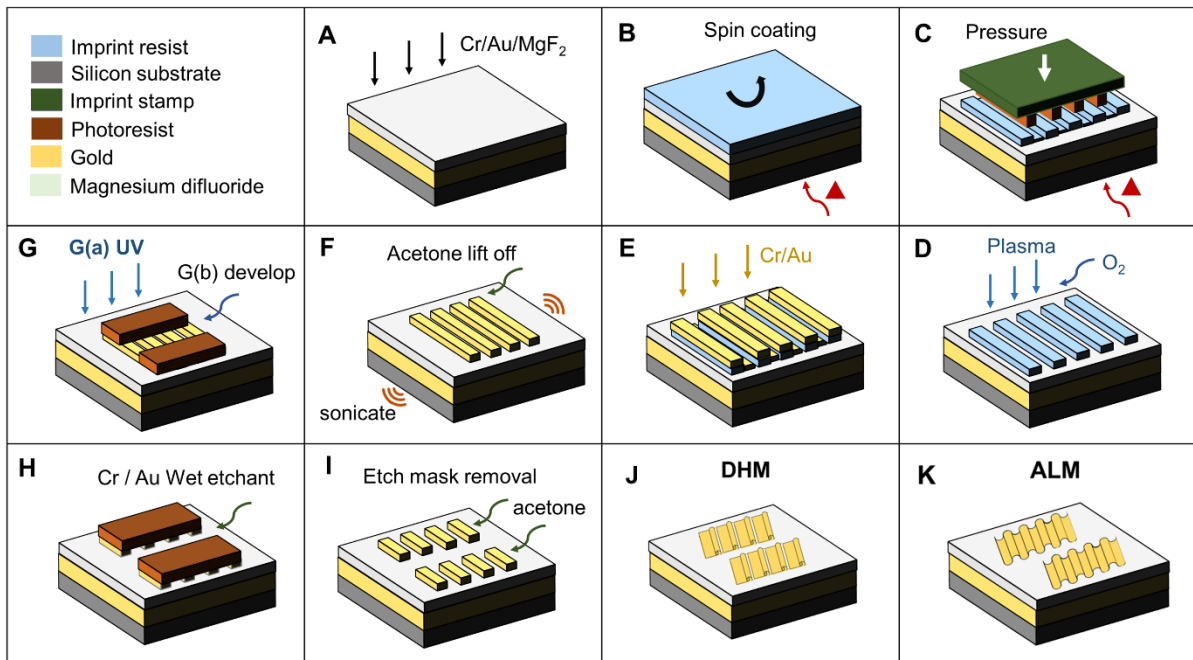 Imprint resist
Silicon substrate
Imprint stamp
Photoresist
Gold
Magnesium difluoride
A
Cr/Au/MgF₂
B
Spin coating
C
Pressure
G
G(a) UV
G(b) develop
F
Acetone lift off
sonicate
E
Cr/Au
D
Plasma
O₂
H
Cr / Au Wet etchant
I
Etch mask removal
acetone
J
DHM
K
ALM